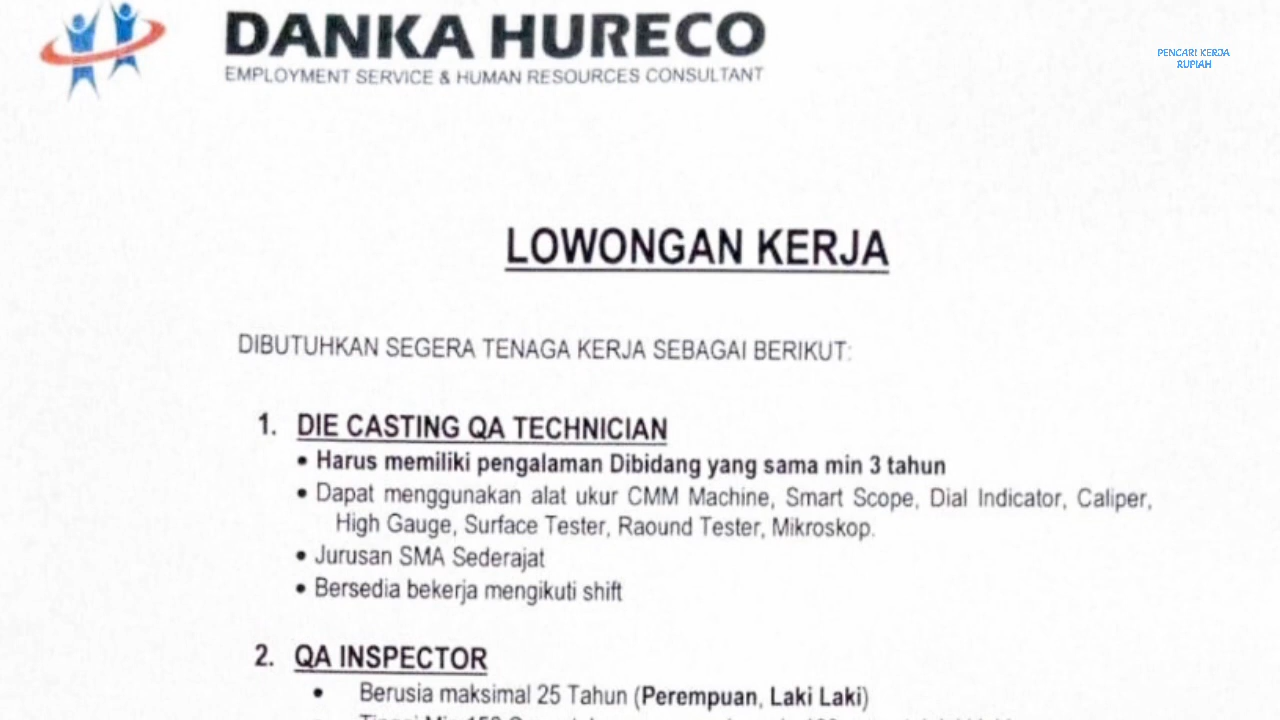 DANKA HURECO
EMPLOYMENT SERVICE & HUMAN RESOURCES CONSULTANT
PENCARI KERJA
RUPIAH
LOWONGAN KERJA
DIBUTUHKAN SEGERA TENAGA KERJA SEBAGAI BERIKUT:
1. DIE CASTING QA TECHNICIAN
• Harus memiliki pengalaman Dibidang yang sama min 3 tahun
• Dapat menggunakan alat ukur CMM Machine, Smart Scope, Dial Indicator, Caliper,
High Gauge, Surface Tester, Raound Tester, Mikroskop.
• Jurusan SMA Sederajat
• Bersedia bekerja mengikuti shift
2. QA INSPECTOR
• Berusia maksimal 25 Tahun (Perempuan, Laki Laki)